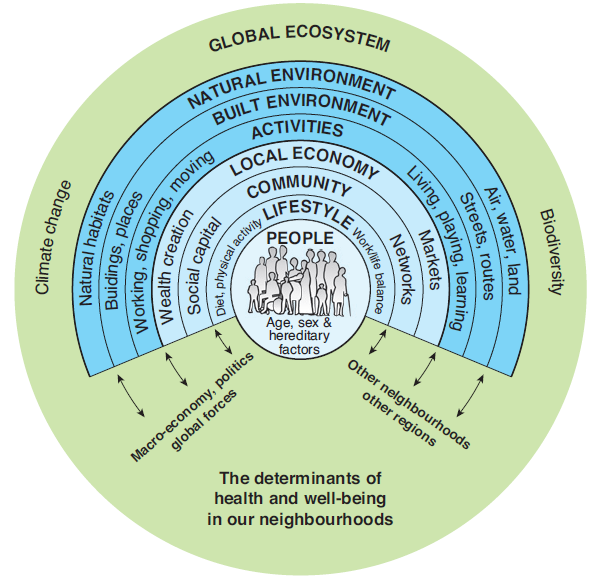 GLOBAL ECOSYSTEM
NATURAL ENVIRONMENT
BUILT ENVIRONMENT
ACTIVITIES
LOCAL ECONOMY
COMMUNITY
LIFESTYLE
PEOPLE
Climate change
Natural habitats
Buidings, places
Working, shopping, moving
Wealth creation
Social capital
Diet, physical activity
Work/life balance
Networks
Markets
Living, playing, learning
Streets, routes
Air, water, land
Biodiversity
Age, sex &
hereditary
factors
Macro-economy, politics
global forces
Other neighbourhoods
other regions
The determinants of
health and well-being
in our neighbourhoods